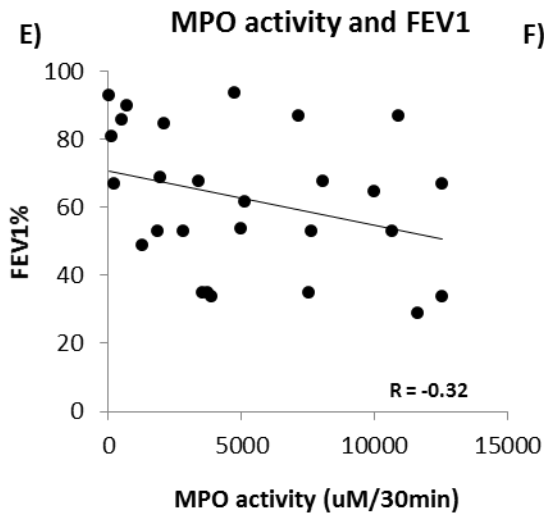 E)
MPO activity and FEV1
F)
100
80
60
40
20
0
FEV1%
R = -0.32
0 5000 10000 15000
MPO activity (uM/30min)